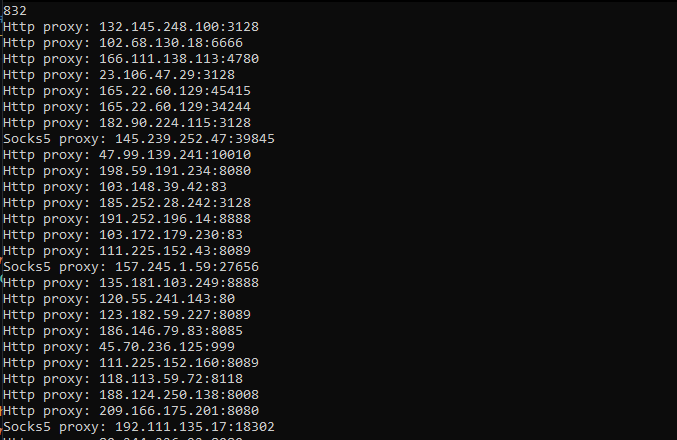 832
Http proxy: 132.145.248.100:3128
Http proxy: 102.68.130.18:6666
Http proxy: 166.111.138.113:4780
Http proxy: 23.106.47.29:3128
Http proxy: 165.22.60.129:45415
Http proxy: 165.22.60.129:34244
Http proxy: 182.90.224.115:3128
Socks5 proxy: 145.239.252.47:39845
Http proxy: 47.99.139.241:10010
Http proxy: 198.59.191.234:8080
Http proxy: 103.148.39.42:83
Http proxy: 185.252.28.242:3128
Http proxy: 191.252.196.14:8888
Http proxy: 103.172.179.230:83
Http proxy: 111.225.152.43:8089
Socks5 proxy: 157.245.1.59:27656
Http proxy: 135.181.103.249:8888
Http proxy: 120.55.241.143:80
Http proxy: 123.182.59.227:8089
Http proxy: 186.146.79.83:8085
Http proxy: 45.70.236.125:999
Http proxy: 111.225.152.160:8089
Http proxy: 118.113.59.72:8118
Http proxy: 188.124.250.138:8008
Http proxy: 209.166.175.201:8080
Socks5 proxy: 192.111.135.17:18302